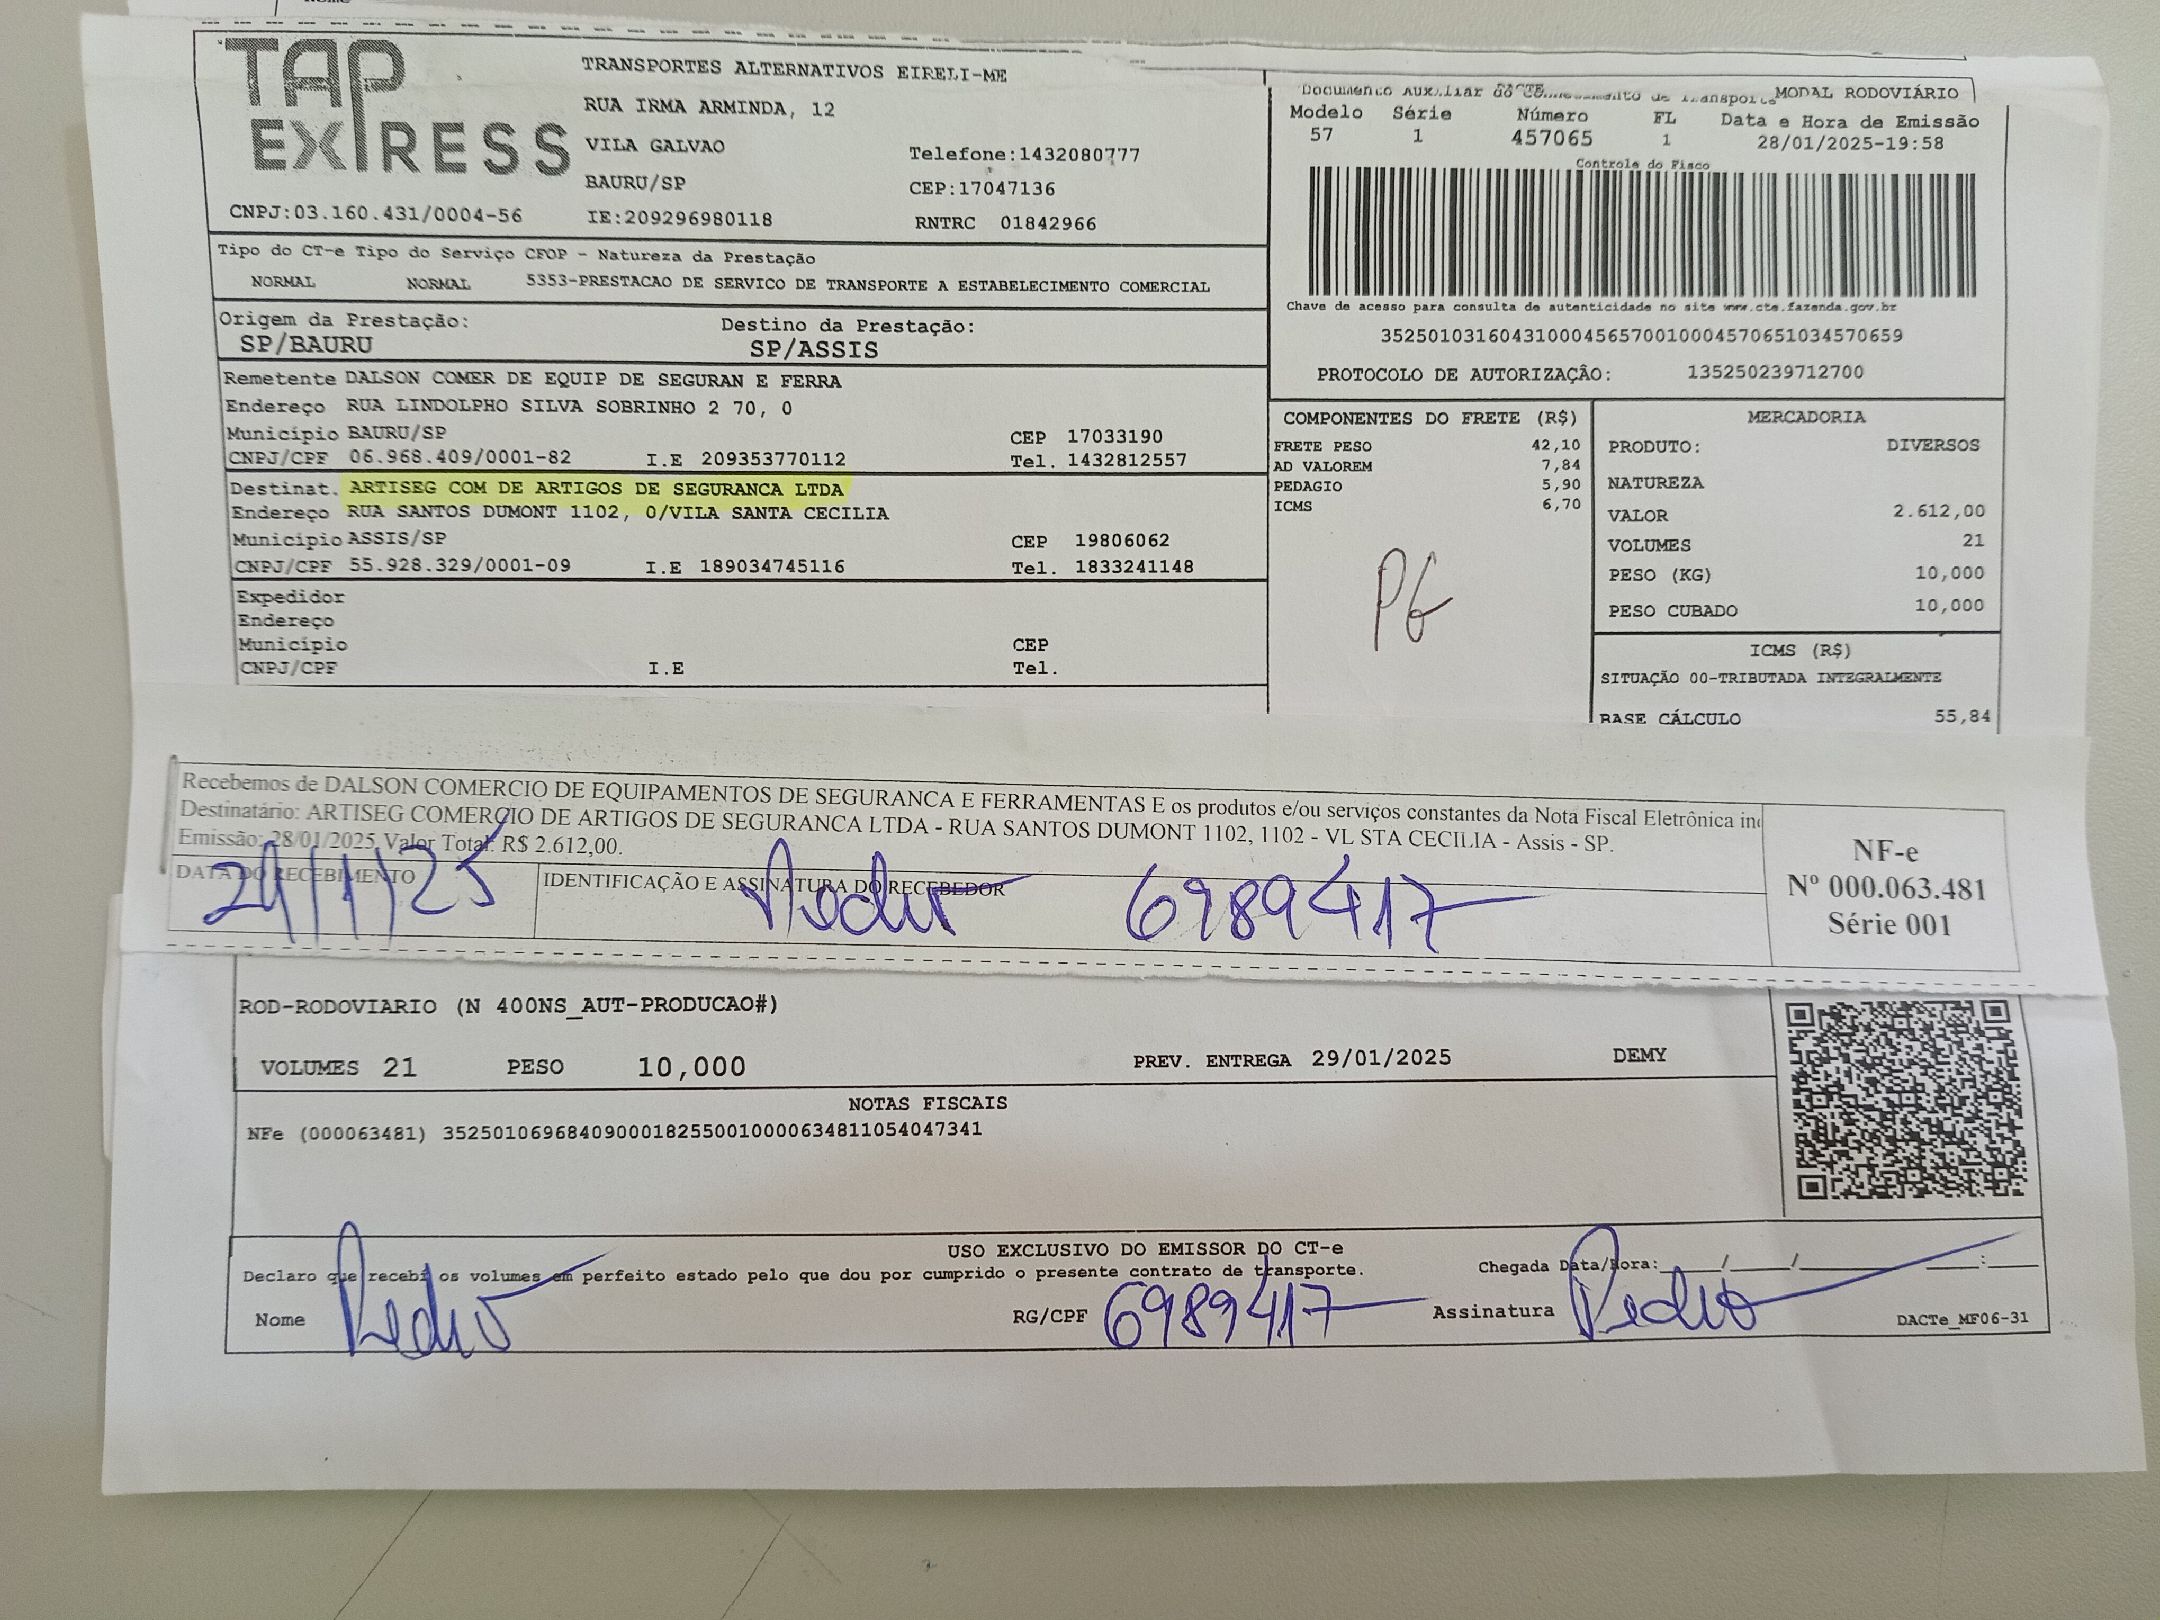 TAP EXPRESS
CNPJ:03.160.431/0004-56
TRANSPORTES ALTERNATIVOS EIRELI-ME
RUA IRMA ARMINDA, 12
VILA GALVAO
Telefone:1432080777
BAURU/SP
CEP:17047136
IE:209296980118
RNTRC 01842966
Documento Auxiliar do
MODAL RODOVIÁRIO
Modelo Série Número FL Data e Hora de Emissão
57 1 457065 1 28/01/2025-19:58
Controle do Fisco
Chave de acesso para consulta de autenticidade no site www.cte.fazenda.gov.br
35250103160431000456570010004570651034570659
PROTOCOLO DE AUTORIZAÇÃO: 135250239712700
Tipo do CT-e Tipo do Serviço CFOP - Natureza da Prestação
NORMAL NORMAL 5353-PRESTACAO DE SERVICO DE TRANSPORTE A ESTABELECIMENTO COMERCIAL
Origem da Prestação: Destino da Prestação:
SP/BAURU SP/ASSIS
Remetente DALSON COMER DE EQUIP DE SEGURAN E FERRA
Endereço RUA LINDOLPHO SILVA SOBRINHO 2 70, 0
Município BAURU/SP CEP 17033190
CNPJ/CPF 06.968.409/0001-82 I.E 209353770112 Tel. 1432812557
Destinat. ARTISEG COM DE ARTIGOS DE SEGURANCA LTDA
Endereço RUA SANTOS DUMONT 1102, 0/VILA SANTA CECILIA
Município ASSIS/SP CEP 19806062
CNPJ/CPF 55.928.329/0001-09 I.E 189034745116 Tel. 1833241148
Expedidor
Endereço
Município CEP
CNPJ/CPF I.E Tel.
COMPONENTES DO FRETE (R$)
FRETE PESO 42,10
AD VALOREM 7,84
PEDAGIO 5,90
ICMS 6,70
PG
MERCADORIA
PRODUTO: DIVERSOS
NATUREZA
VALOR 2.612,00
VOLUMES 21
PESO (KG) 10,000
PESO CUBADO 10,000
ICMS (R$)
SITUAÇÃO 00-TRIBUTADA INTEGRALMENTE
BASE CÁLCULO 55,84
Recebemos de DALSON COMERCIO DE EQUIPAMENTOS DE SEGURANCA E FERRAMENTAS E os produtos e/ou serviços constantes da Nota Fiscal Eletrônica
Destinatário: ARTISEG COMERCIO DE ARTIGOS DE SEGURANCA LTDA - RUA SANTOS DUMONT 1102, 1102 - VL STA CECILIA - Assis - SP.
Emissão: 28/01/2025 Valor Total: R$ 2.612,00.
DATA DO RECEBIMENTO IDENTIFICAÇÃO E ASSINATURA DO RECEBEDOR
29/1/25 Pedro 6989417
NF-e
Nº 000.063.481
Série 001
ROD-RODOVIARIO (N 400NS_AUT-PRODUCAO#)
VOLUMES 21 PESO 10,000 PREV. ENTREGA 29/01/2025 DEMY
NOTAS FISCAIS
NFe (000063481) 35250106968409000182550010000634811054047341
USO EXCLUSIVO DO EMISSOR DO CT-e
Declaro que recebi os volumes em perfeito estado pelo que dou por cumprido o presente contrato de transporte.
Chegada Data/Hora:____/____/______ ____:____
Nome Pedro RG/CPF 6989417 Assinatura Pedro
DACTe_MF06-31